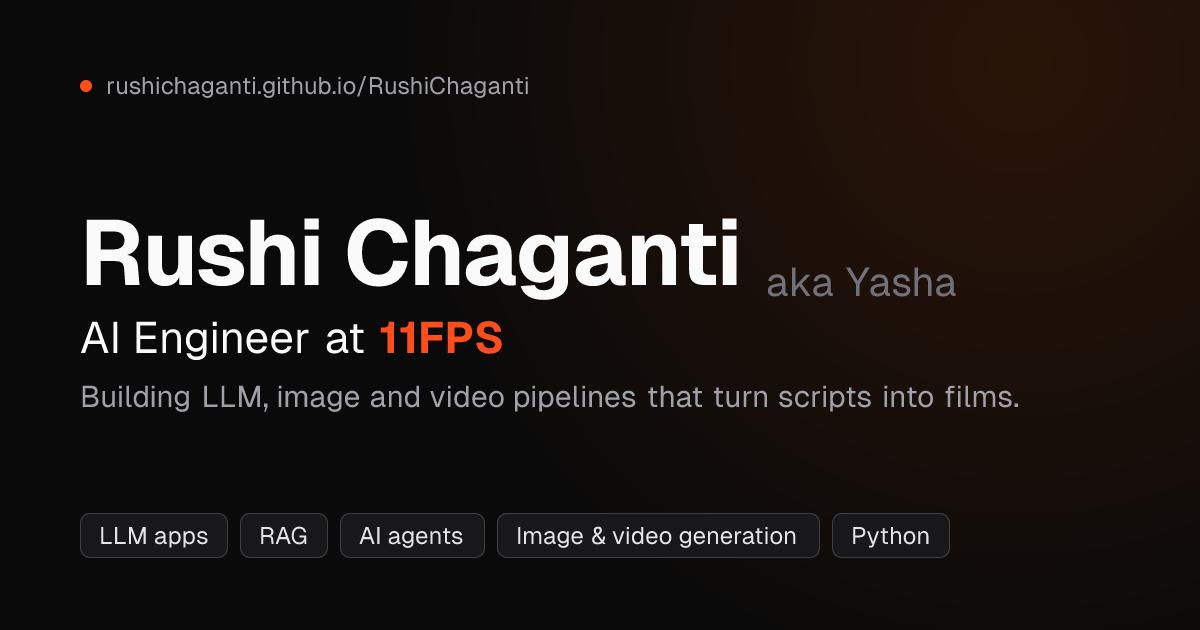 rushichaganti.github.io/RushiChaganti
Rushi Chaganti aka Yasha
AI Engineer at 11FPS
Building LLM, image and video pipelines that turn scripts into films.
LLM apps RAG AI agents Image & video generation Python